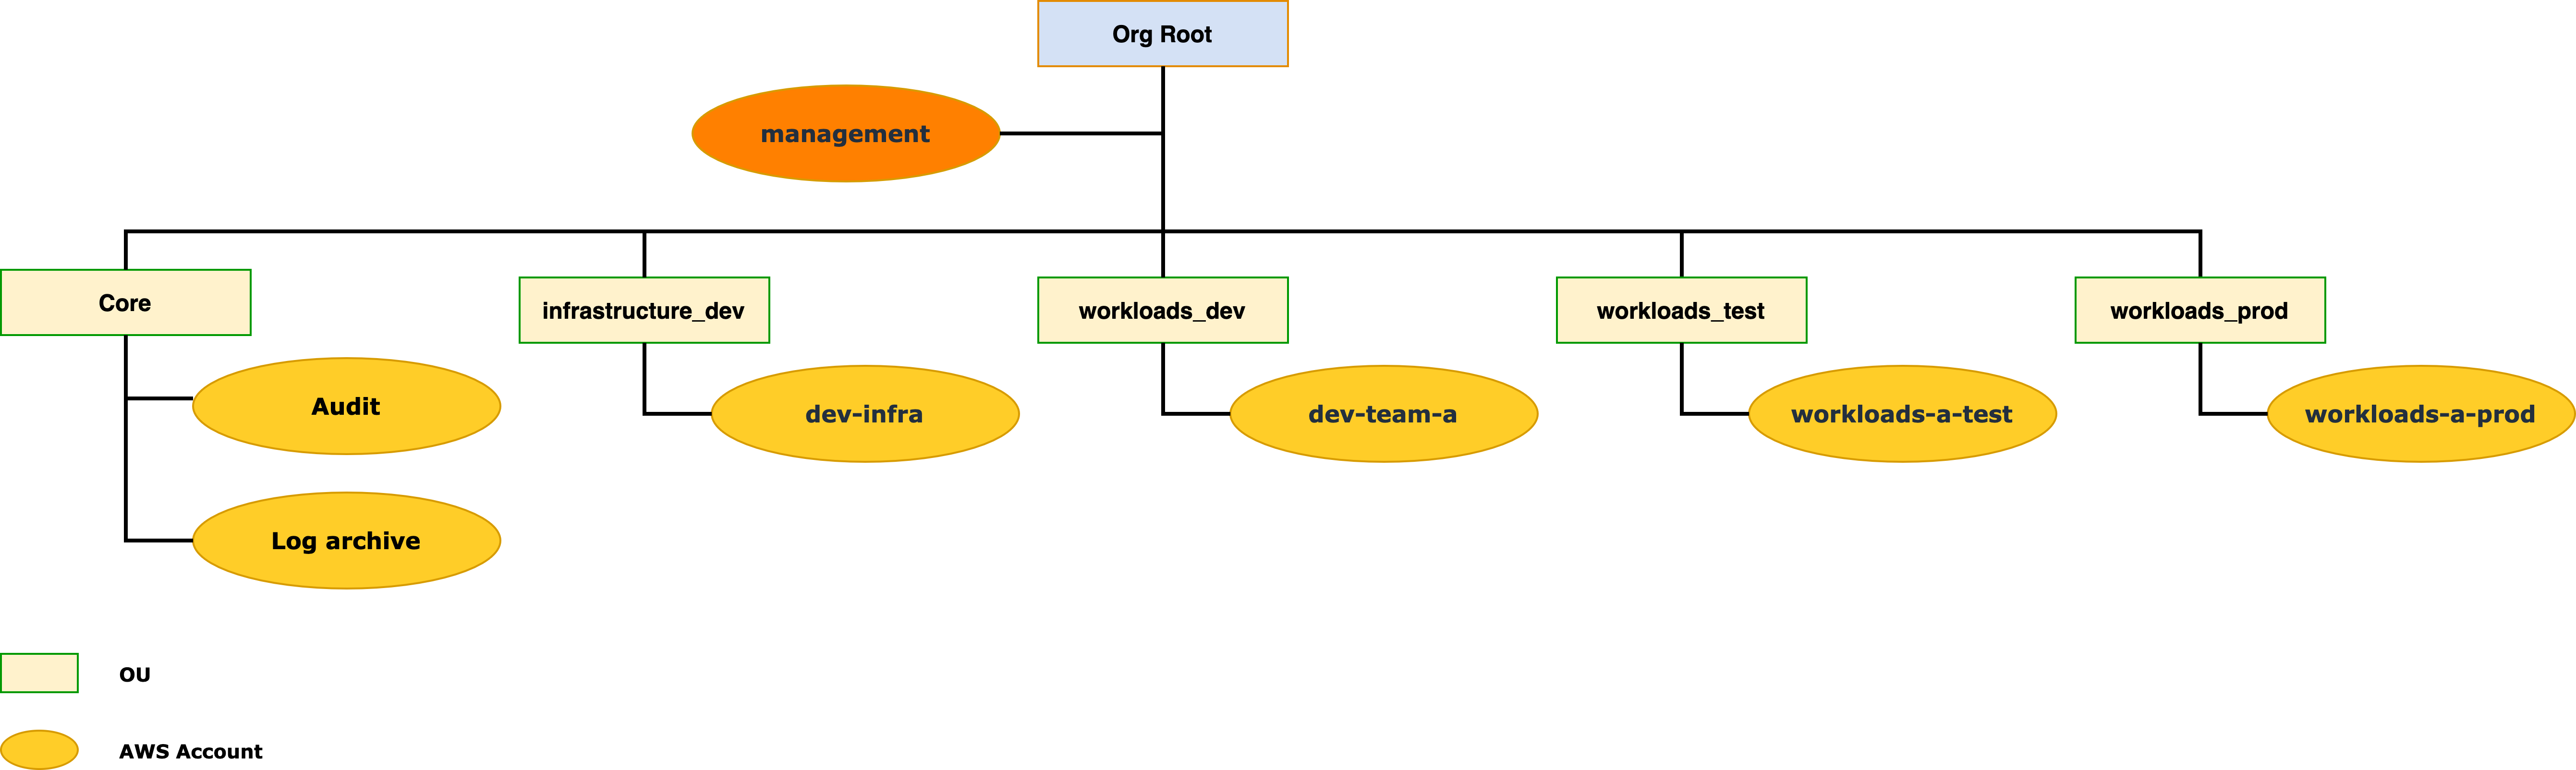 Org Root
management
Core
infrastructure_dev
workloads_dev
workloads_test
workloads_prod
Audit
dev-infra
dev-team-a
workloads-a-test
workloads-a-prod
Log archive
OU
AWS Account